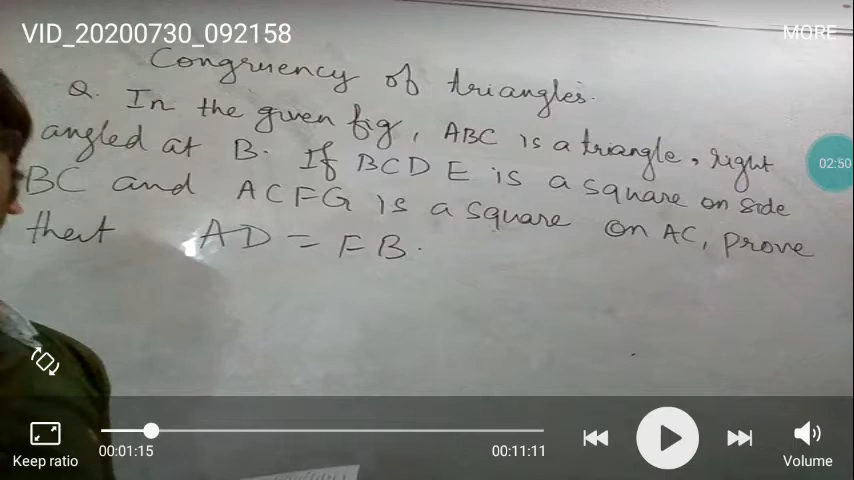 VID_20200730_092158
MORE
Congruency of triangles.
Q. In the given fig, ABC is a triangle, right
angled at B. If BCDE is a square on side
BC and ACFG is a square on AC, prove
that AD = FB.
02:50
00:01:15
00:11:11
Keep ratio
Volume